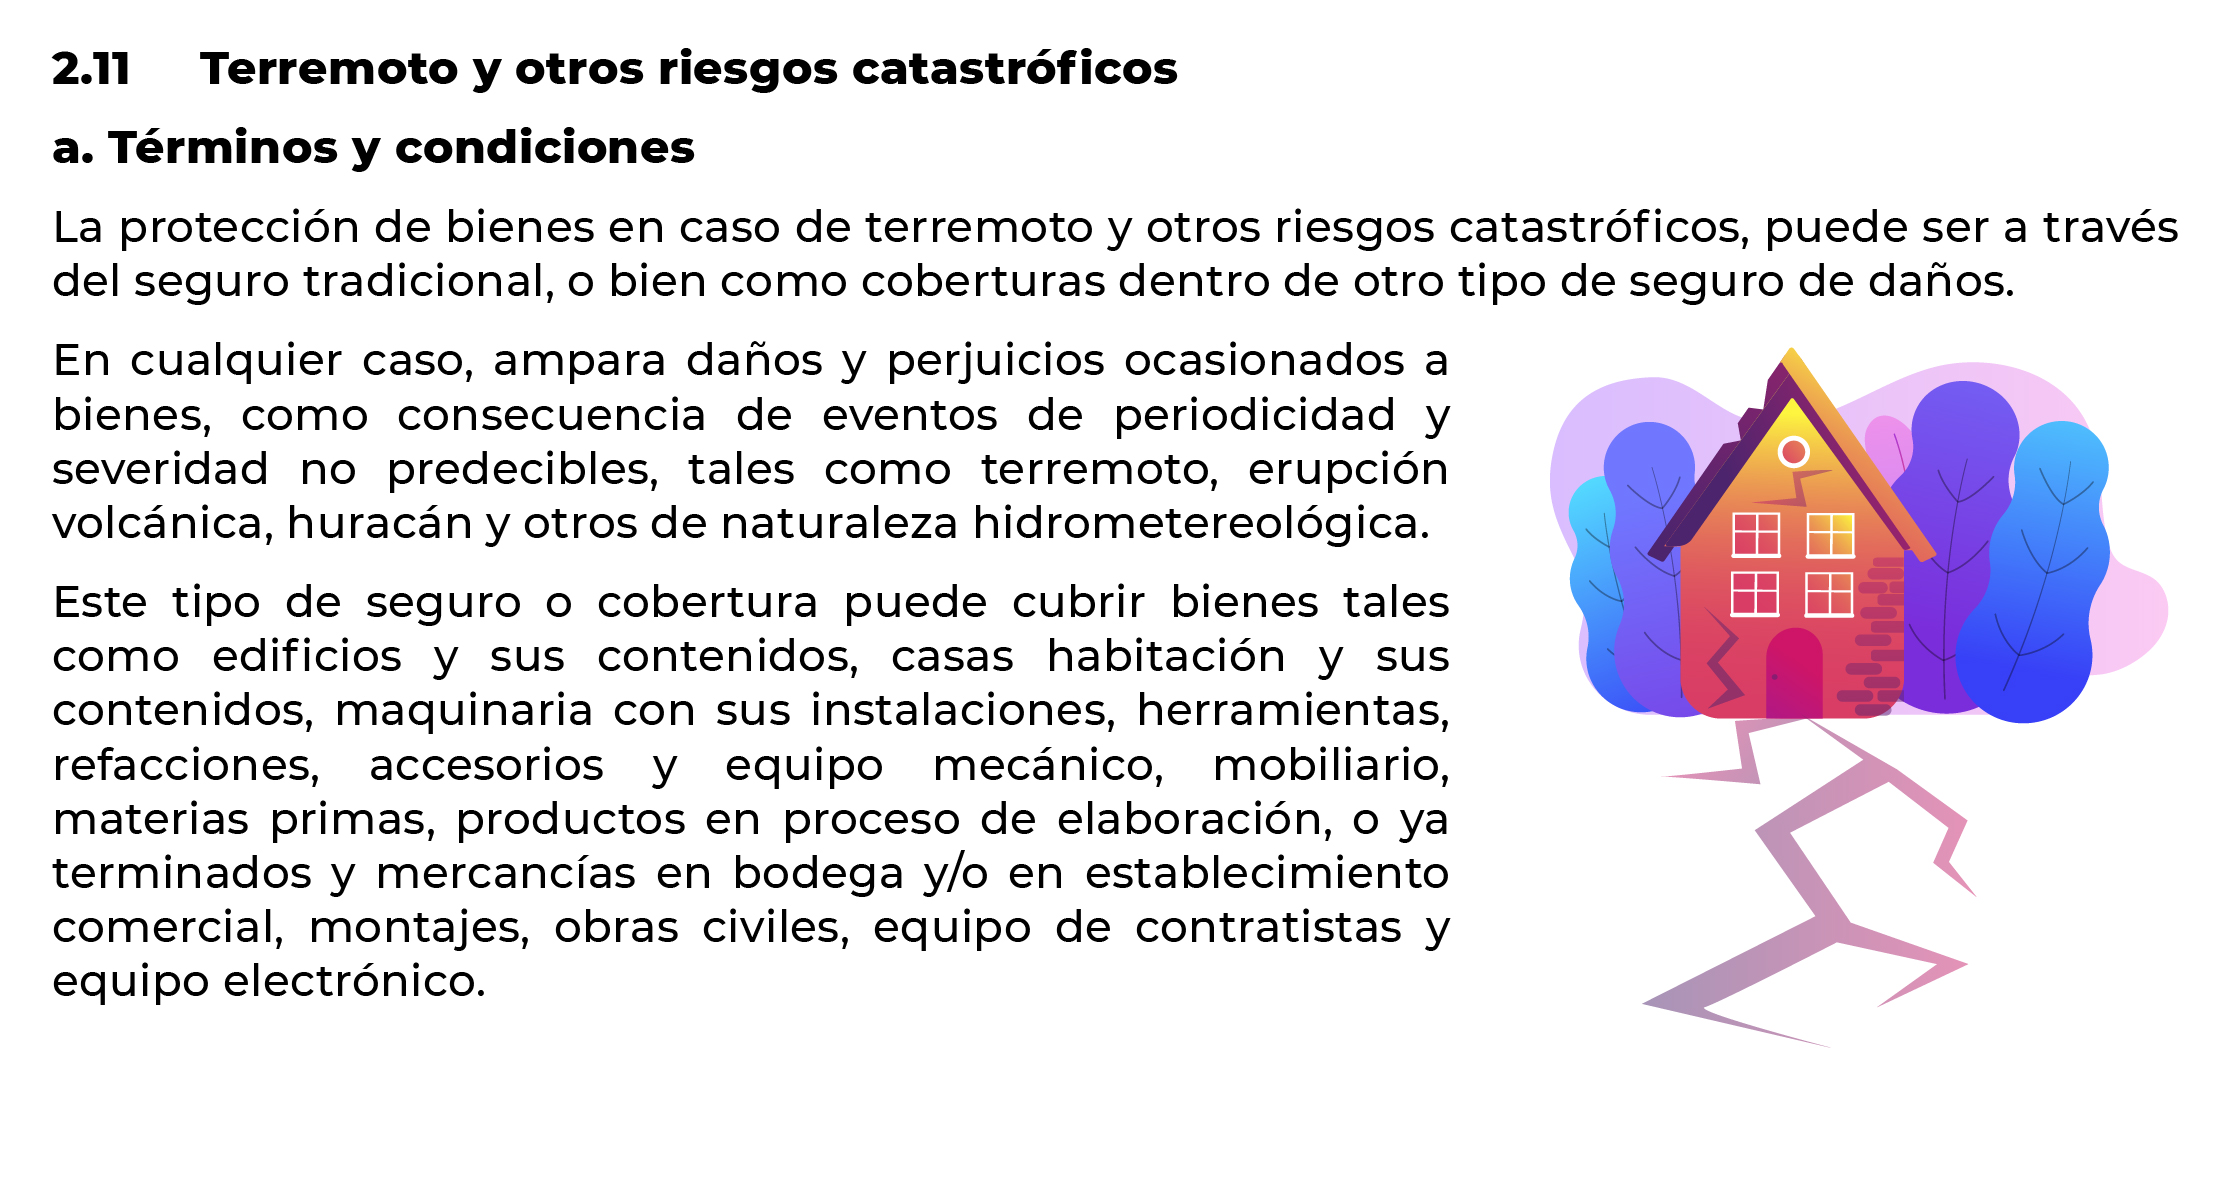 2.11 Terremoto y otros riesgos catastróficos
a. Términos y condiciones
La protección de bienes en caso de terremoto y otros riesgos catastróficos, puede ser a través
del seguro tradicional, o bien como coberturas dentro de otro tipo de seguro de daños.
En cualquier caso, ampara daños y perjuicios ocasionados a
bienes, como consecuencia de eventos de periodicidad y
severidad no predecibles, tales como terremoto, erupción
volcánica, huracán y otros de naturaleza hidrometereológica.
Este tipo de seguro o cobertura puede cubrir bienes tales
como edificios y sus contenidos, casas habitación y sus
contenidos, maquinaria con sus instalaciones, herramientas,
refacciones, accesorios y equipo mecánico, mobiliario,
materias primas, productos en proceso de elaboración, o ya
terminados y mercancías en bodega y/o en establecimiento
comercial, montajes, obras civiles, equipo de contratistas y
equipo electrónico.